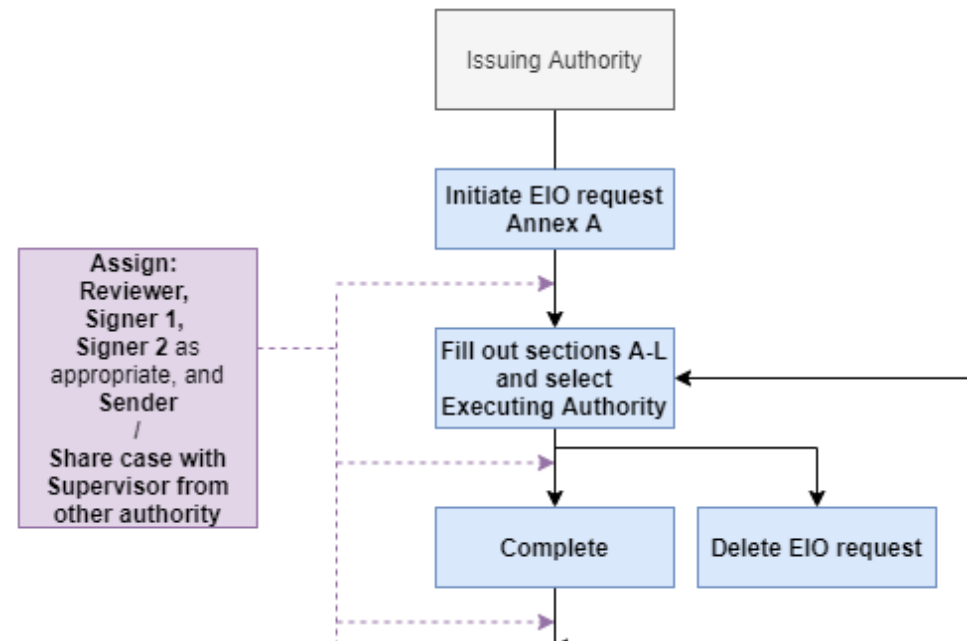 Issuing Authority
Initiate EIO request
Annex A
Assign:
Reviewer,
Signer 1,
Signer 2 as
appropriate, and
Sender
/
Share case with
Supervisor from
other authority
Fill out sections A-L
and select
Executing Authority
Complete
Delete EIO request